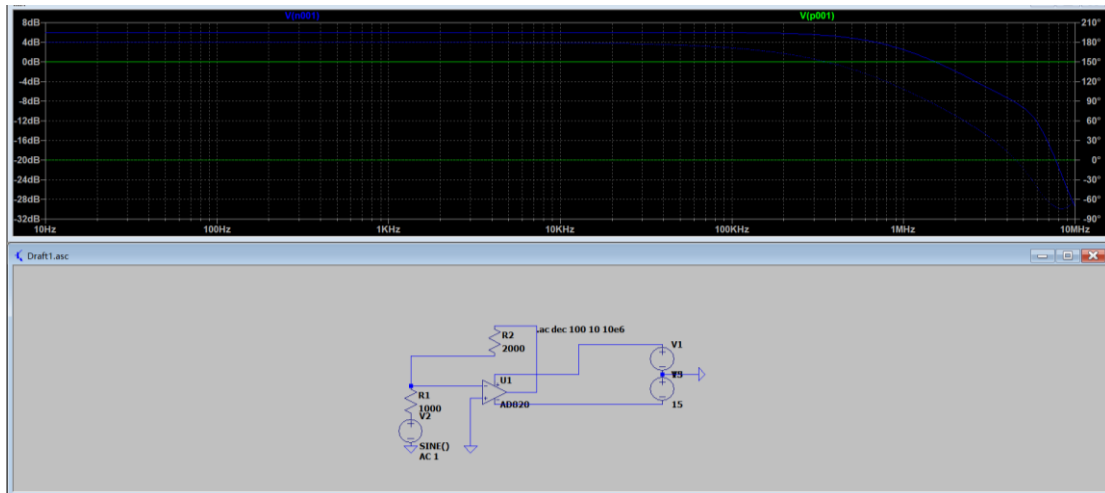 V(n001) V(p001)
8dB 210°
4dB 180°
0dB 150°
-4dB 120°
-8dB 90°
-12dB 60°
-16dB 30°
-20dB 0°
-24dB -30°
-28dB -60°
-32dB -90°
10Hz 100Hz 1KHz 10KHz 100KHz 1MHz 10MHz
Draft1.asc
R2
2000
.ac dec 100 10 10e6
V1
U1
AD820
R1
1000
V2
15
SINE()
AC 1